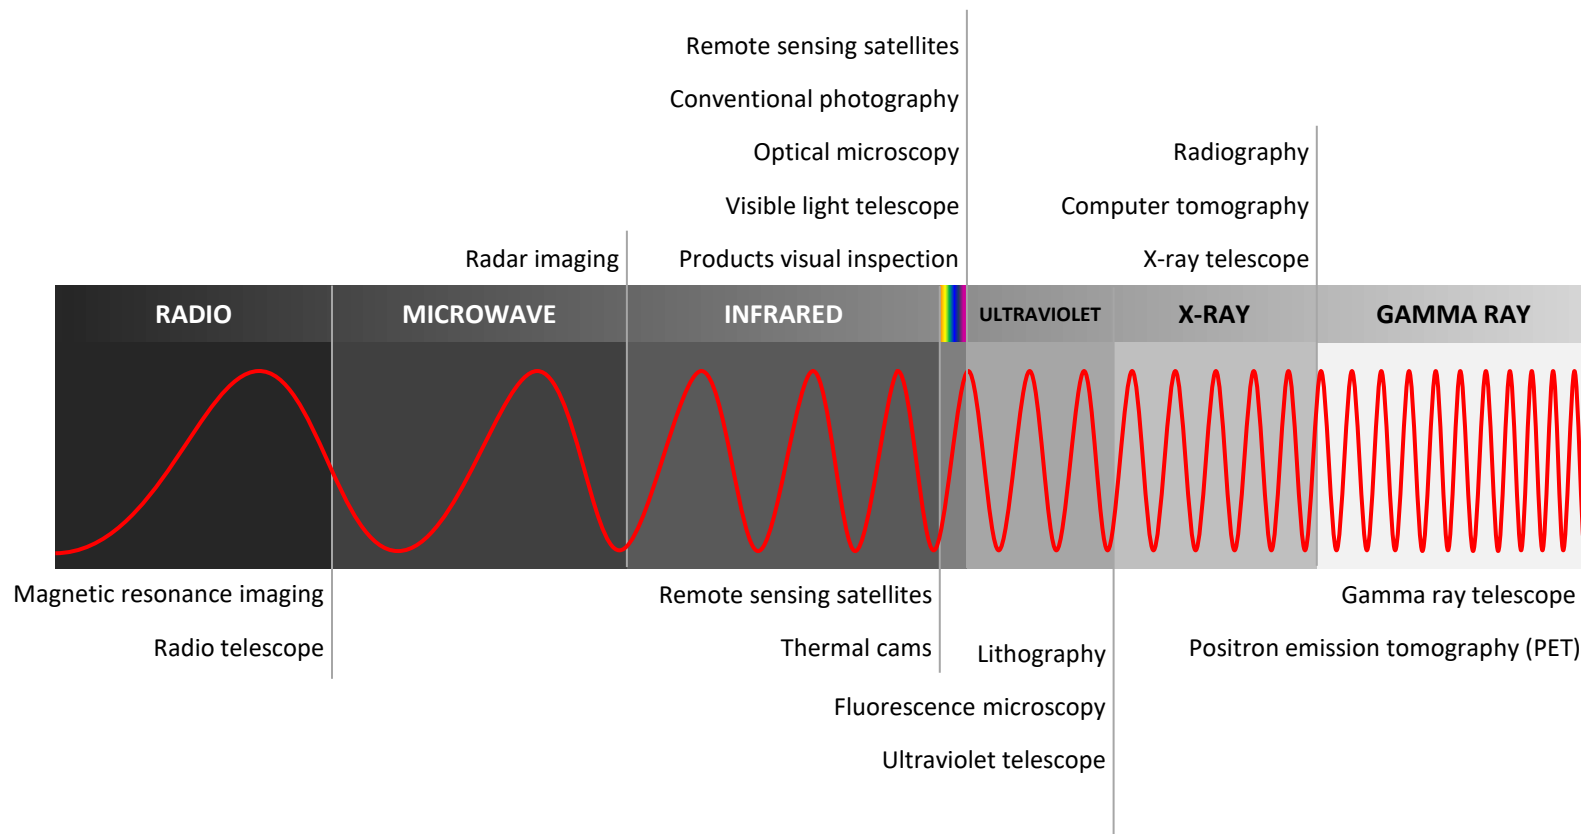 Remote sensing satellites
Conventional photography
Optical microscopy
Visible light telescope
Products visual inspection
Radiography
Computer tomography
X-ray telescope
Radar imaging
RADIO
MICROWAVE
INFRARED
ULTRAVIOLET
X-RAY
GAMMA RAY
Magnetic resonance imaging
Radio telescope
Remote sensing satellites
Thermal cams
Lithography
Fluorescence microscopy
Ultraviolet telescope
Gamma ray telescope
Positron emission tomography (PET)